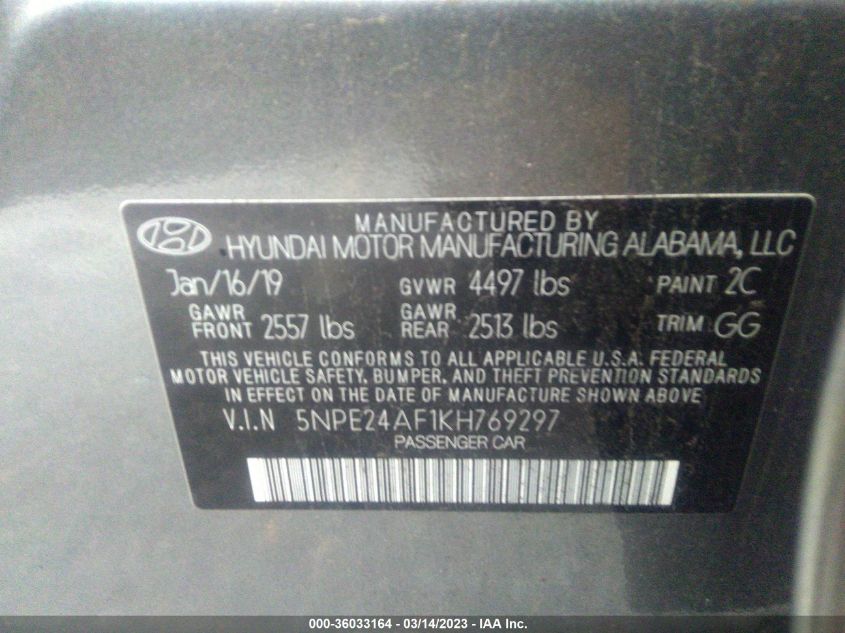 MANUFACTURED BY
HYUNDAI MOTOR MANUFACTURING ALABAMA, LLC
Jan/16/19 GVWR 4497 lbs PAINT 2C
GAWR FRONT 2557 lbs GAWR REAR 2513 lbs TRIM GG
THIS VEHICLE CONFORMS TO ALL APPLICABLE U.S.A. FEDERAL
MOTOR VEHICLE SAFETY, BUMPER, AND THEFT PREVENTION STANDARDS
IN EFFECT ON THE DATE OF MANUFACTURE SHOWN ABOVE
V.I.N 5NPE24AF1KH769297
PASSENGER CAR
000-36033164 - 03/14/2023 - IAA Inc.